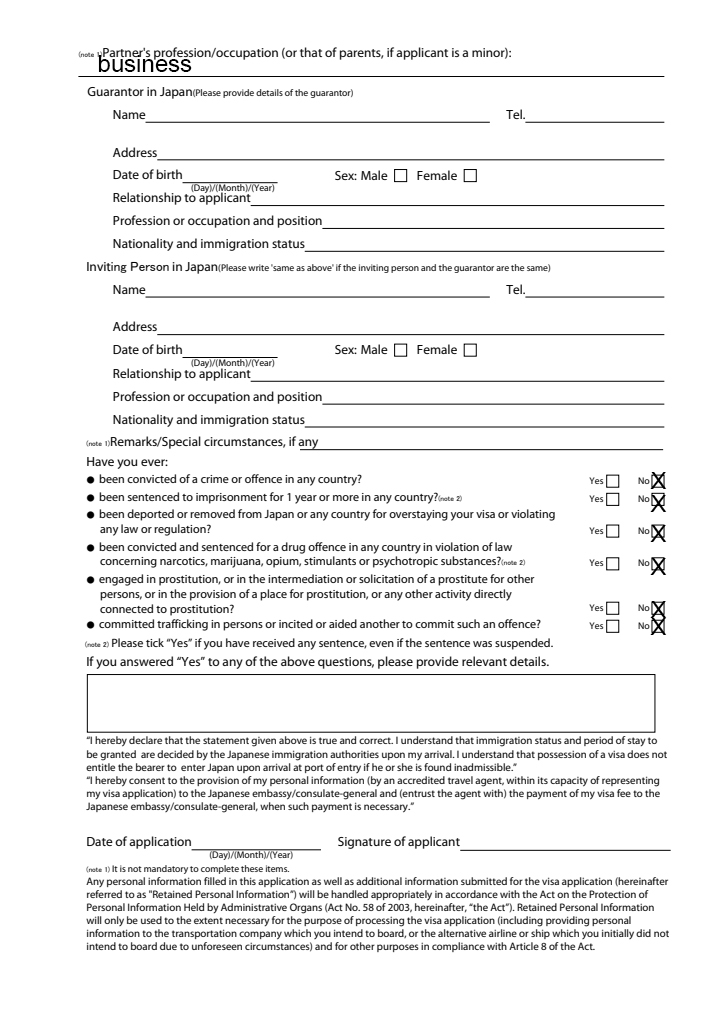 (note 1)Partner's profession/occupation (or that of parents, if applicant is a minor):
business
Guarantor in Japan(Please provide details of the guarantor)
Name Tel.
Address
Date of birth Sex: Male Female
(Day)/(Month)/(Year)
Relationship to applicant
Profession or occupation and position
Nationality and immigration status
Inviting Person in Japan(Please write 'same as above' if the inviting person and the guarantor are the same)
Name Tel.
Address
Date of birth Sex: Male Female
(Day)/(Month)/(Year)
Relationship to applicant
Profession or occupation and position
Nationality and immigration status
(note 1)Remarks/Special circumstances, if any
Have you ever:
● been convicted of a crime or offence in any country? Yes No X
● been sentenced to imprisonment for 1 year or more in any country?(note 2) Yes No X
● been deported or removed from Japan or any country for overstaying your visa or violating
any law or regulation? Yes No X
● been convicted and sentenced for a drug offence in any country in violation of law
concerning narcotics, marijuana, opium, stimulants or psychotropic substances?(note 2) Yes No X
● engaged in prostitution, or in the intermediation or solicitation of a prostitute for other
persons, or in the provision of a place for prostitution, or any other activity directly
connected to prostitution? Yes No X
● committed trafficking in persons or incited or aided another to commit such an offence? Yes No X
(note 2) Please tick “Yes” if you have received any sentence, even if the sentence was suspended.
If you answered “Yes” to any of the above questions, please provide relevant details.
“I hereby declare that the statement given above is true and correct. I understand that immigration status and period of stay to
be granted are decided by the Japanese immigration authorities upon my arrival. I understand that possession of a visa does not
entitle the bearer to enter Japan upon arrival at port of entry if he or she is found inadmissible.”
“I hereby consent to the provision of my personal information (by an accredited travel agent, within its capacity of representing
my visa application) to the Japanese embassy/consulate-general and (entrust the agent with) the payment of my visa fee to the
Japanese embassy/consulate-general, when such payment is necessary.”
Date of application Signature of applicant
(Day)/(Month)/(Year)
(note 1) It is not mandatory to complete these items.
Any personal information filled in this application as well as additional information submitted for the visa application (hereinafter
referred to as "Retained Personal Information”) will be handled appropriately in accordance with the Act on the Protection of
Personal Information Held by Administrative Organs (Act No. 58 of 2003, hereinafter, “the Act”). Retained Personal Information
will only be used to the extent necessary for the purpose of processing the visa application (including providing personal
information to the transportation company which you intend to board, or the alternative airline or ship which you initially did not
intend to board due to unforeseen circumstances) and for other purposes in compliance with Article 8 of the Act.